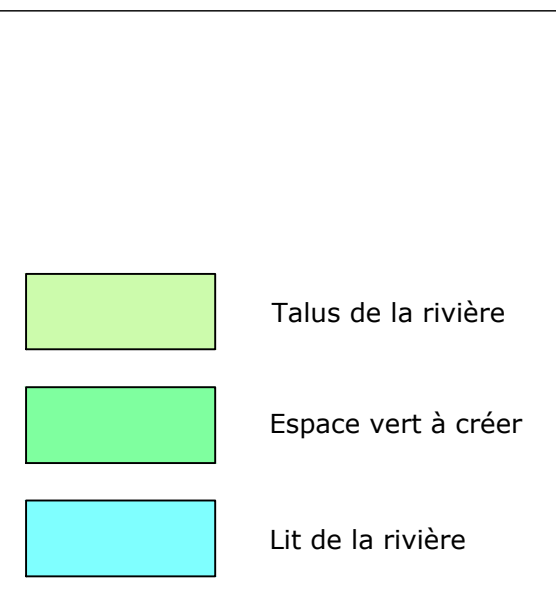 Talus de la rivière
Espace vert à créer
Lit de la rivière